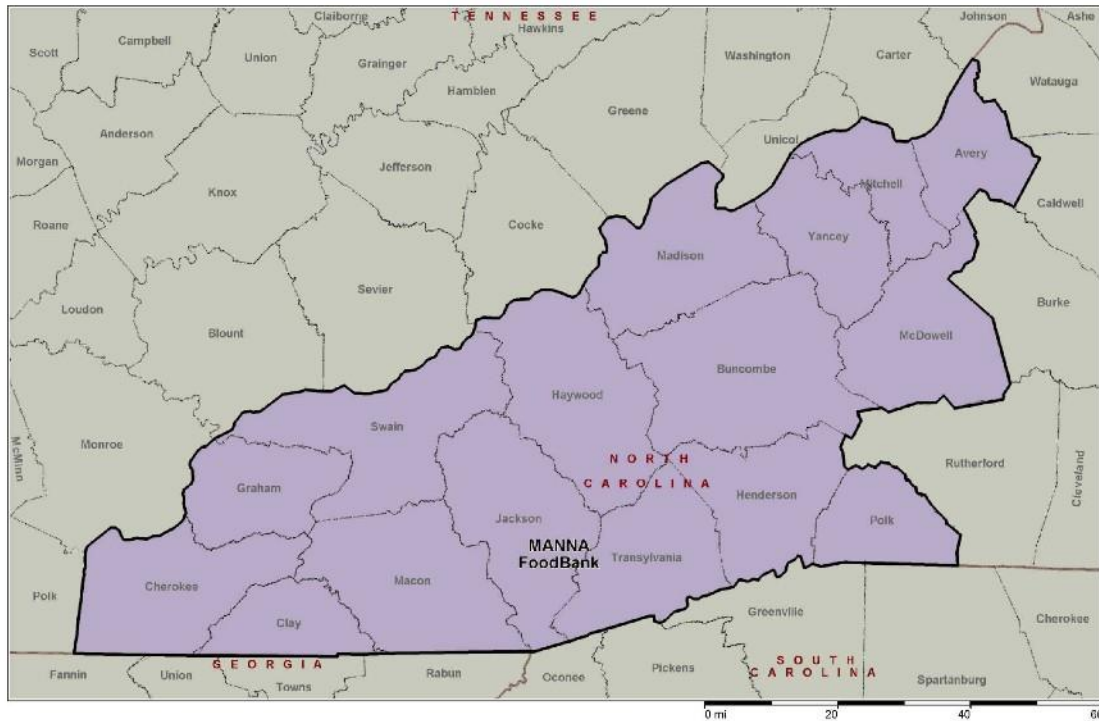 Claiborne
TENNESSEE
Johnson
Ashe
Scott
Campbell
Union
Hawkins
Grainger
Washington
Carter
Watauga
Hamblen
Greene
Anderson
Unicoi
Morgan
Jefferson
Avery
Knox
Mitchell
Caldwell
Roane
Cocke
Yancey
Madison
Sevier
Loudon
Burke
Blount
McDowell
Buncombe
Haywood
Monroe
McMinn
Swain
NORTH
CAROLINA
Rutherford
Cleveland
Graham
Henderson
Jackson
Polk
MANNA
FoodBank
Transylvania
Cherokee
Macon
Polk
Clay
Greenville
Cherokee
GEORGIA
SOUTH
CAROLINA
Fannin
Union
Towns
Rabun
Oconee
Pickens
Spartanburg
0 mi 20 40 60